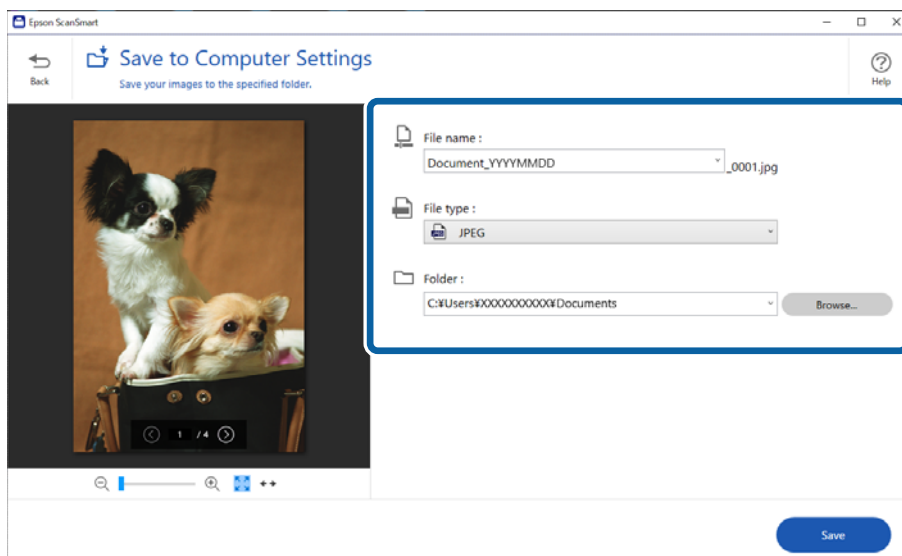 Epson ScanSmart
Back
Save to Computer Settings
Save your images to the specified folder.
Help
File name :
Document_YYYYMMDD
_0001.jpg
File type :
JPEG
Folder :
C:¥Users¥XXXXXXXXXXX¥Documents
Browse...
1 / 4
Save